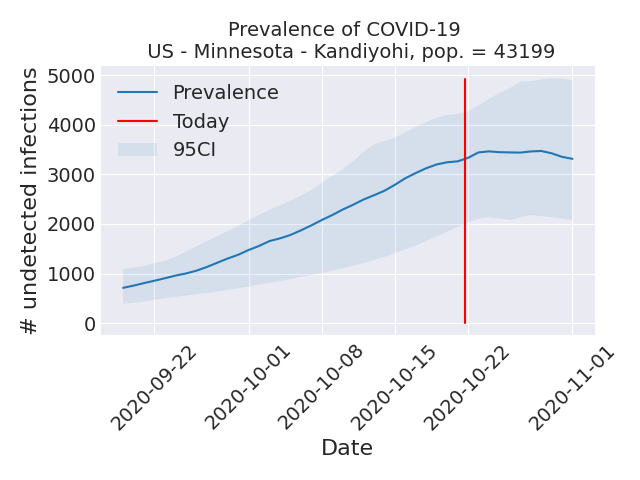 Prevalence of COVID-19
US - Minnesota - Kandiyohi, pop. = 43199
# undetected infections
5000
4000
3000
2000
1000
0
Prevalence
Today
95CI
2020-09-22
2020-10-01
2020-10-08
2020-10-15
2020-10-22
2020-11-01
Date